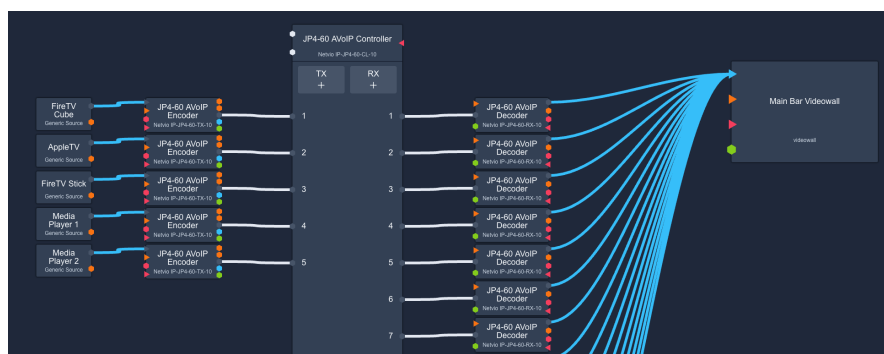 JP4-60 AVoIP Controller
Netvio IP-JP4-60-CL-10
TX
+
RX
+
FireTV
Cube
Generic Source
JP4-60 AVoIP
Encoder
Netvio IP-JP4-60-TX-10
1
1
JP4-60 AVoIP
Decoder
Netvio IP-JP4-60-RX-10
Main Bar Videowall
videowall
AppleTV
Generic Source
JP4-60 AVoIP
Encoder
Netvio IP-JP4-60-TX-10
2
2
JP4-60 AVoIP
Decoder
Netvio IP-JP4-60-RX-10
FireTV Stick
Generic Source
JP4-60 AVoIP
Encoder
Netvio IP-JP4-60-TX-10
3
3
JP4-60 AVoIP
Decoder
Netvio IP-JP4-60-RX-10
Media
Player 1
Generic Source
JP4-60 AVoIP
Encoder
Netvio IP-JP4-60-TX-10
4
4
JP4-60 AVoIP
Decoder
Netvio IP-JP4-60-RX-10
Media
Player 2
Generic Source
JP4-60 AVoIP
Encoder
Netvio IP-JP4-60-TX-10
5
5
JP4-60 AVoIP
Decoder
Netvio IP-JP4-60-RX-10
6
JP4-60 AVoIP
Decoder
Netvio IP-JP4-60-RX-10
7
JP4-60 AVoIP
Decoder
Netvio IP-JP4-60-RX-10